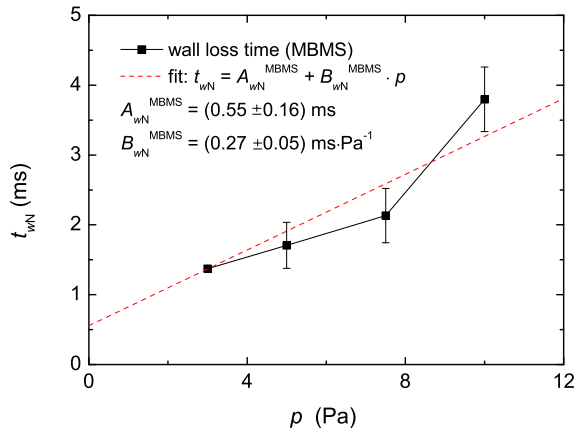 5
4
3
2
1
0
t_wN (ms)
wall loss time (MBMS)
fit: t_wN = A_wN^MBMS + B_wN^MBMS · p
A_wN^MBMS = (0.55 ±0.16) ms
B_wN^MBMS = (0.27 ±0.05) ms·Pa^-1
0 4 8 12
p (Pa)